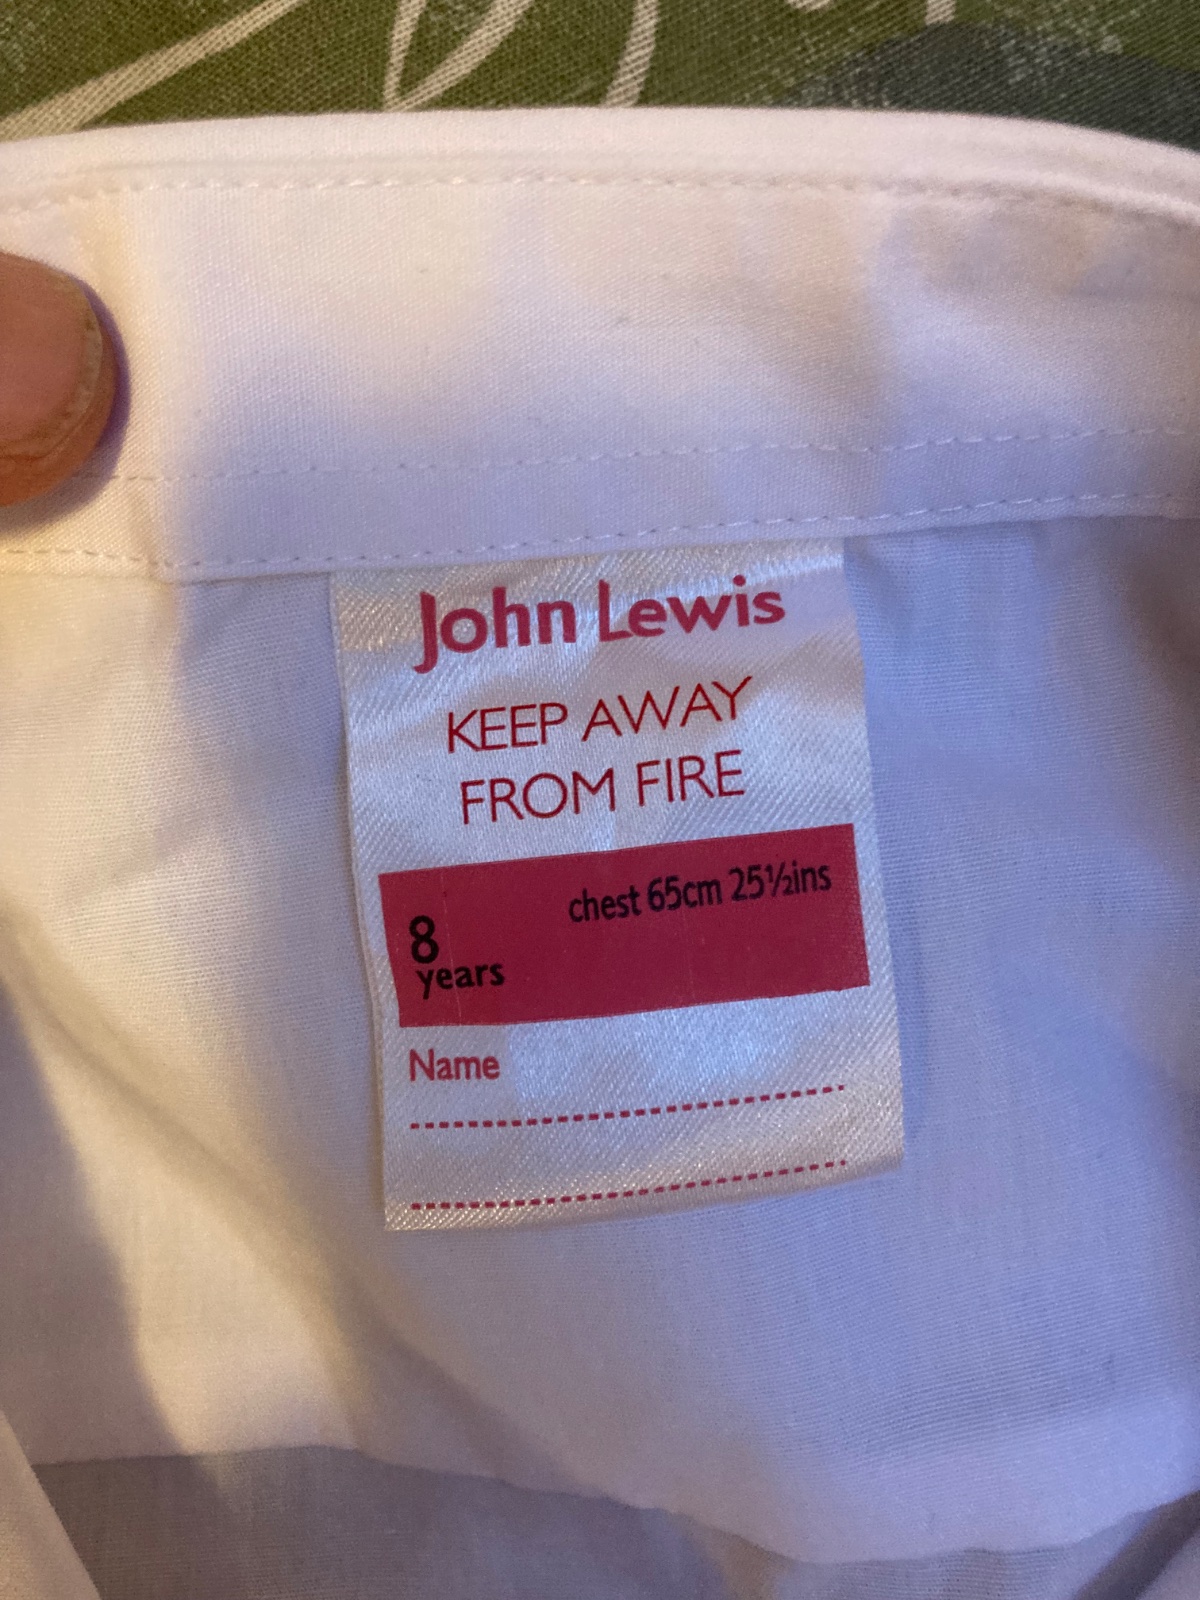 John Lewis
KEEP AWAY
FROM FIRE
chest 65cm 25½ins
8
years
Name